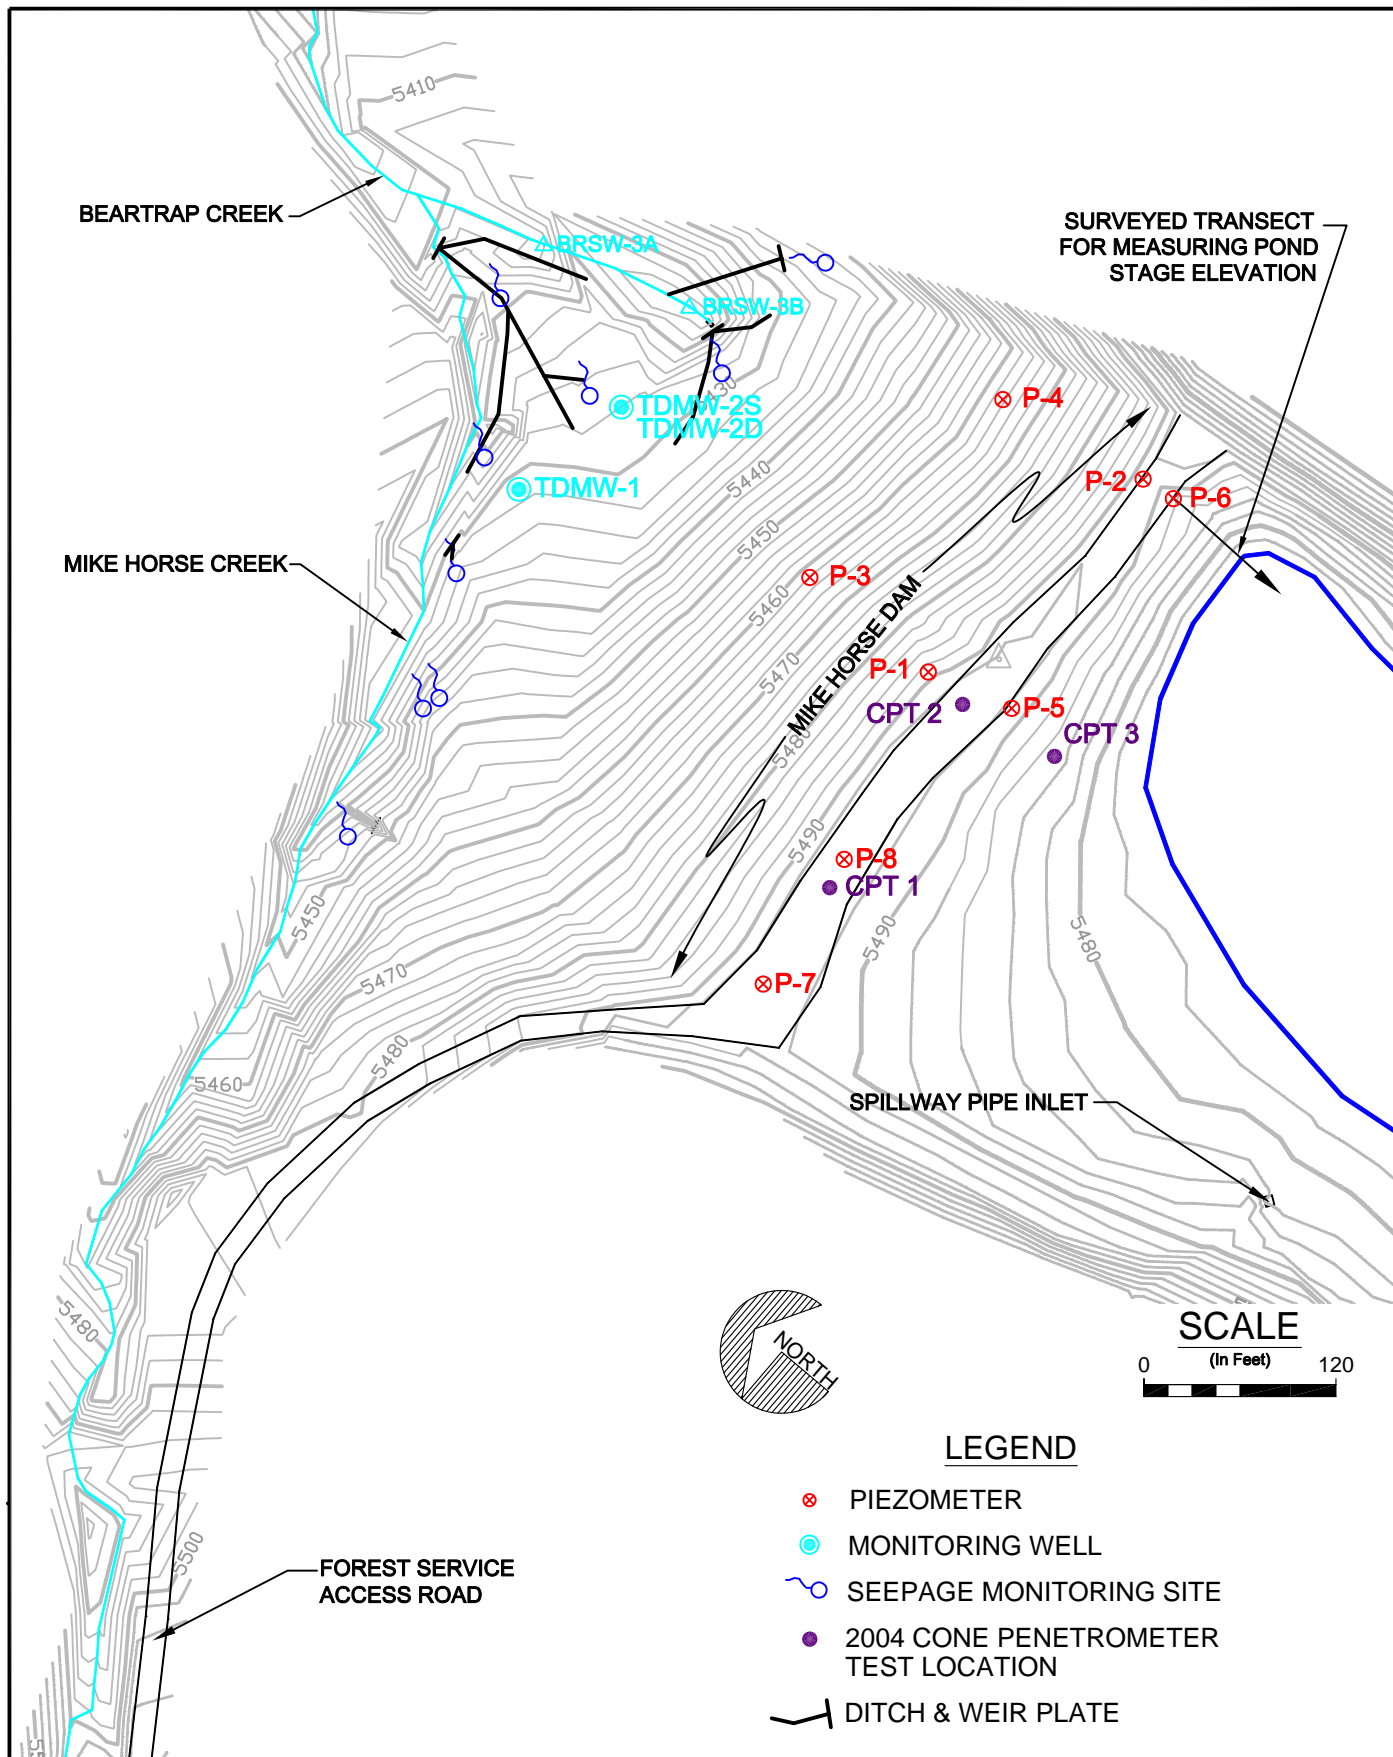 5410
BEARTRAP CREEK
SURVEYED TRANSECT
FOR MEASURING POND
STAGE ELEVATION
BRSW-3A
BRSW-3B
5430
TDMW-2S
TDMW-2D
P-4
5440
P-2
P-6
TDMW-1
5450
MIKE HORSE CREEK
P-3
5460
MIKE HORSE DAM
5470
P-1
CPT 2
P-5
CPT 3
5480
5490
P-8
CPT 1
5450
5490
5480
5470
P-7
5480
5460
SPILLWAY PIPE INLET
5480
NORTH
SCALE
(In Feet)
0 120
LEGEND
PIEZOMETER
MONITORING WELL
5500
FOREST SERVICE
ACCESS ROAD
SEEPAGE MONITORING SITE
2004 CONE PENETROMETER
TEST LOCATION
DITCH & WEIR PLATE